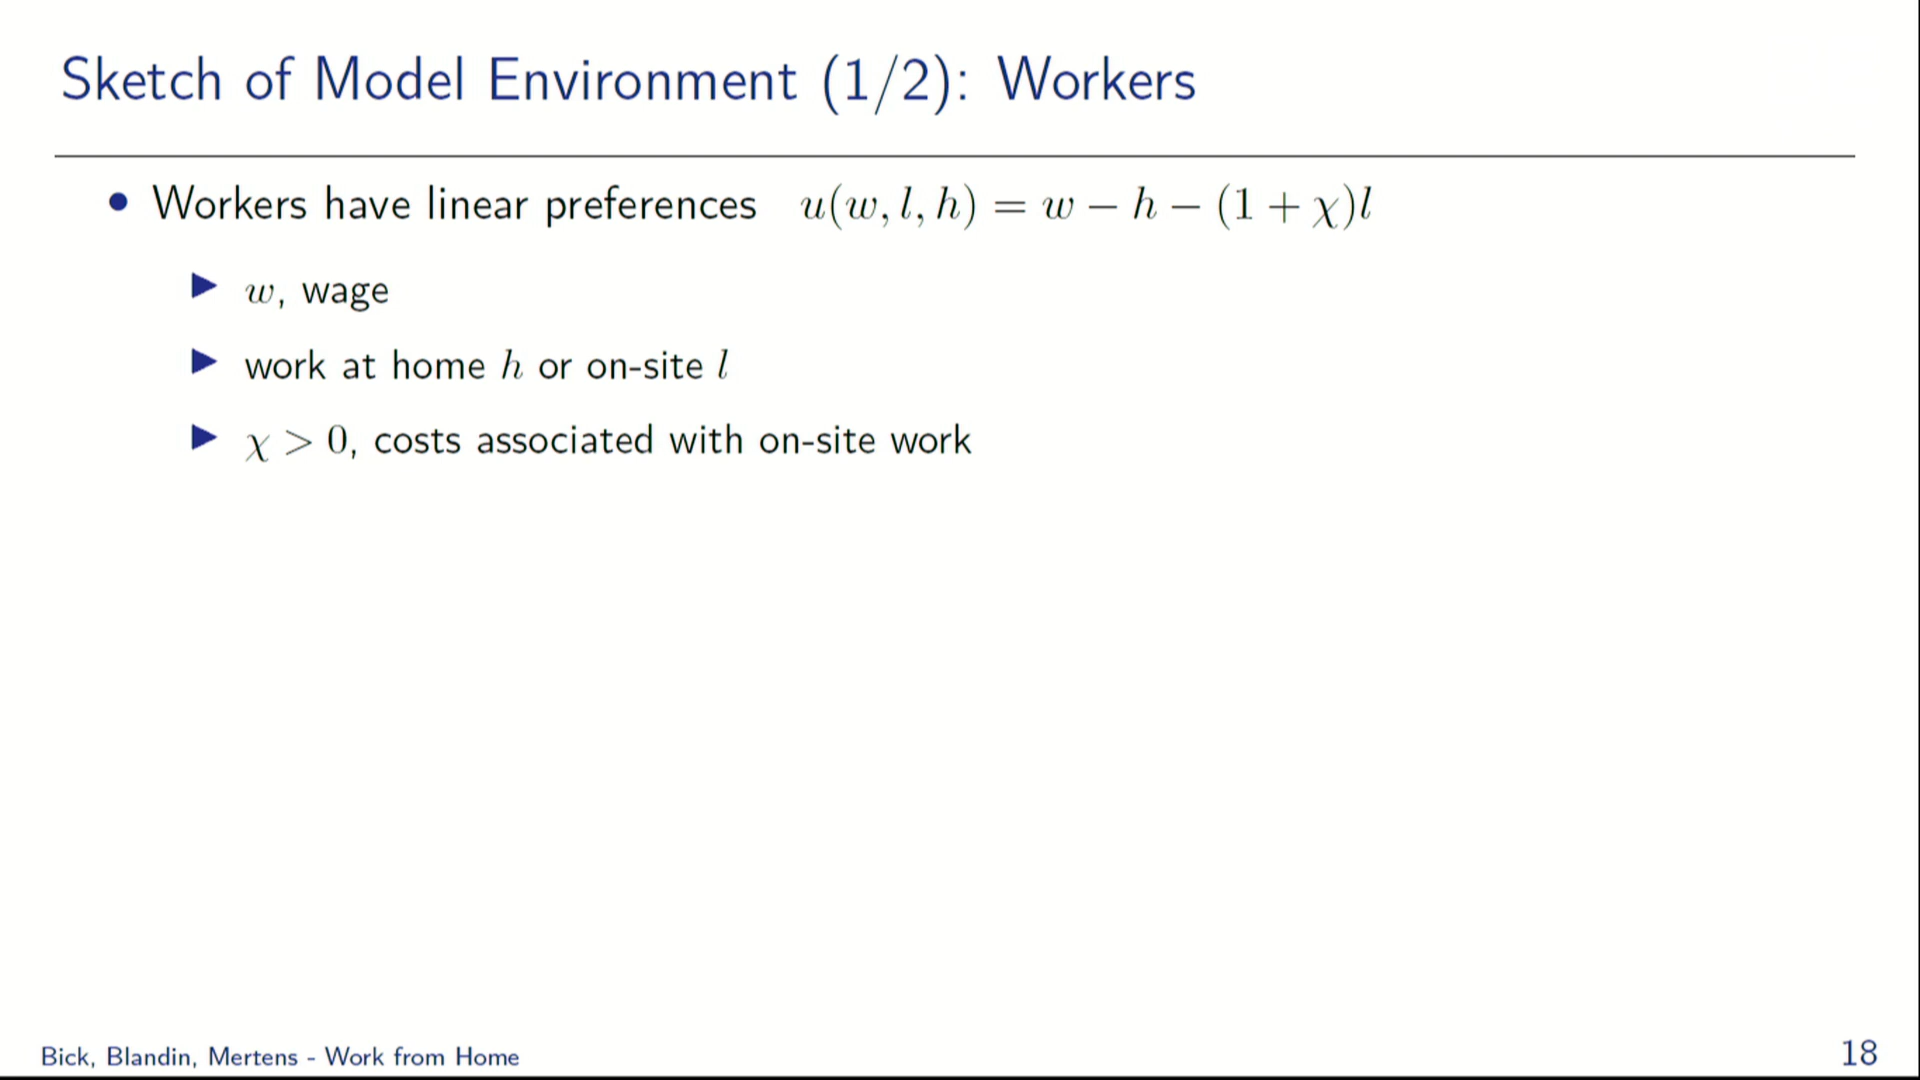 Sketch of Model Environment (1/2): Workers
• Workers have linear preferences u(w, l, h) = w − h − (1 + χ)l
▶ w, wage
▶ work at home h or on-site l
▶ χ > 0, costs associated with on-site work
Bick, Blandin, Mertens - Work from Home
18